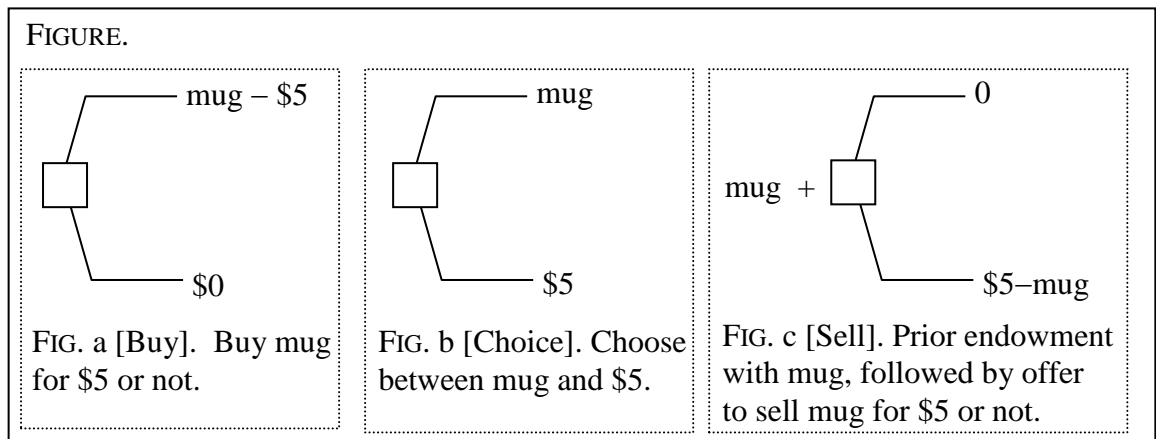 FIGURE.
mug – $5
$0
FIG. a [Buy].  Buy mug
for $5 or not.
mug
$5
FIG. b [Choice]. Choose
between mug and $5.
0
mug +
$5–mug
FIG. c [Sell]. Prior endowment
with mug, followed by offer
to sell mug for $5 or not.